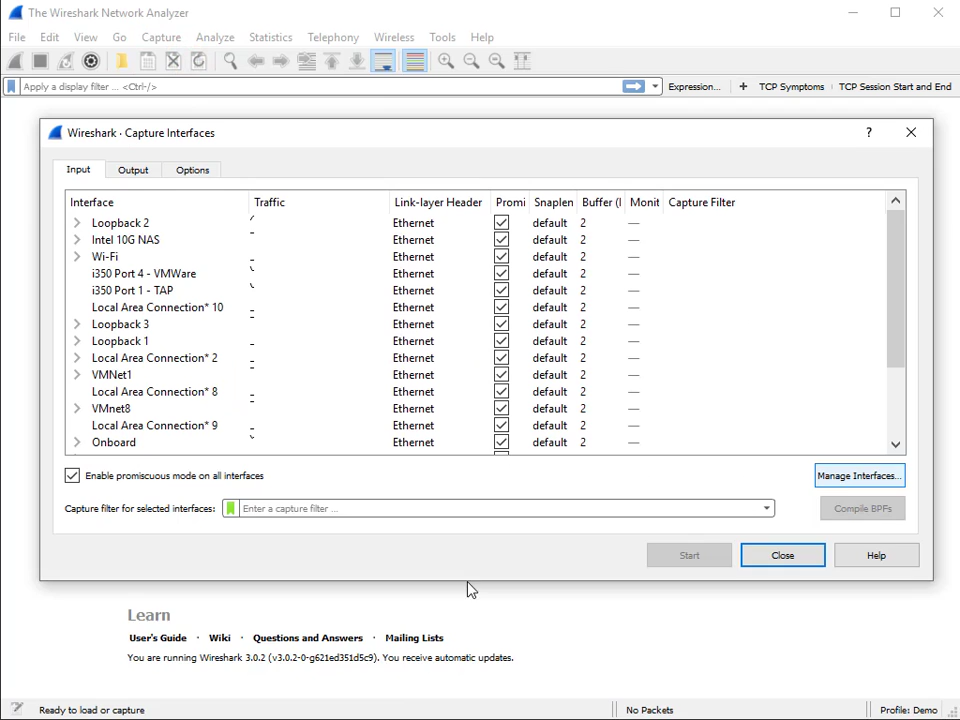 The Wireshark Network Analyzer
File Edit View Go Capture Analyze Statistics Telephony Wireless Tools Help
Apply a display filter ... <Ctrl-/> Expression... + TCP Symptoms TCP Session Start and End
Wireshark · Capture Interfaces ?
Input Output Options
Interface Traffic Link-layer Header Promi Snaplen Buffer (I Monit Capture Filter
Loopback 2 Ethernet default 2 —
Intel 10G NAS Ethernet default 2 —
Wi-Fi Ethernet default 2 —
i350 Port 4 - VMWare Ethernet default 2 —
i350 Port 1 - TAP Ethernet default 2 —
Local Area Connection* 10 Ethernet default 2 —
Loopback 3 Ethernet default 2 —
Loopback 1 Ethernet default 2 —
Local Area Connection* 2 Ethernet default 2 —
VMNet1 Ethernet default 2 —
Local Area Connection* 8 Ethernet default 2 —
VMnet8 Ethernet default 2 —
Local Area Connection* 9 Ethernet default 2 —
Onboard Ethernet default 2 —
Enable promiscuous mode on all interfaces Manage Interfaces...
Capture filter for selected interfaces: Enter a capture filter ... Compile BPFs
Start Close Help
Learn
User's Guide · Wiki · Questions and Answers · Mailing Lists
You are running Wireshark 3.0.2 (v3.0.2-0-g621ed351d5c9). You receive automatic updates.
Ready to load or capture No Packets Profile: Demo